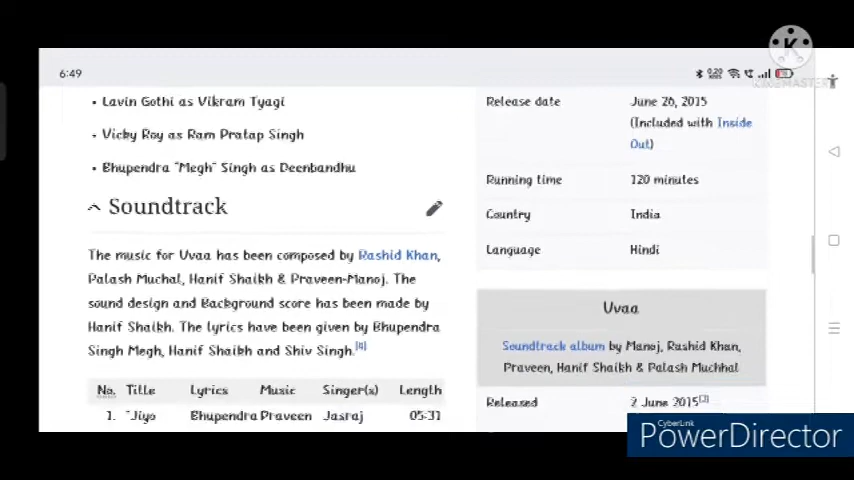 6:49
• Lavin Gothi as Vikram Tyagi
• Vicky Roy as Ram Pratap Singh
• Bhupendra "Megh" Singh as Deenbandhu
Soundtrack
The music for Uvaa has been composed by Rashid Khan,
Palash Muchal, Hanif Shaikh & Praveen-Manoj. The
sound design and Background score has been made by
Hanif Shaikh. The lyrics have been given by Bhupendra
Singh Megh, Hanif Shaibh and Shiv Singh.[4]
No. Title Lyrics Music Singer(s) Length
1. "Jiyo Bhupendra Praveen Jasraj 05:31
Release date June 26, 2015
(Included with Inside
Out)
Running time 120 minutes
Country India
Language Hindi
Uvaa
Soundtrack album by Manoj, Rashid Khan,
Praveen, Hanif Shaikh & Palash Muchhal
Released 2 June 2015[3]
K
KINEMASTER
CyberLink
PowerDirector